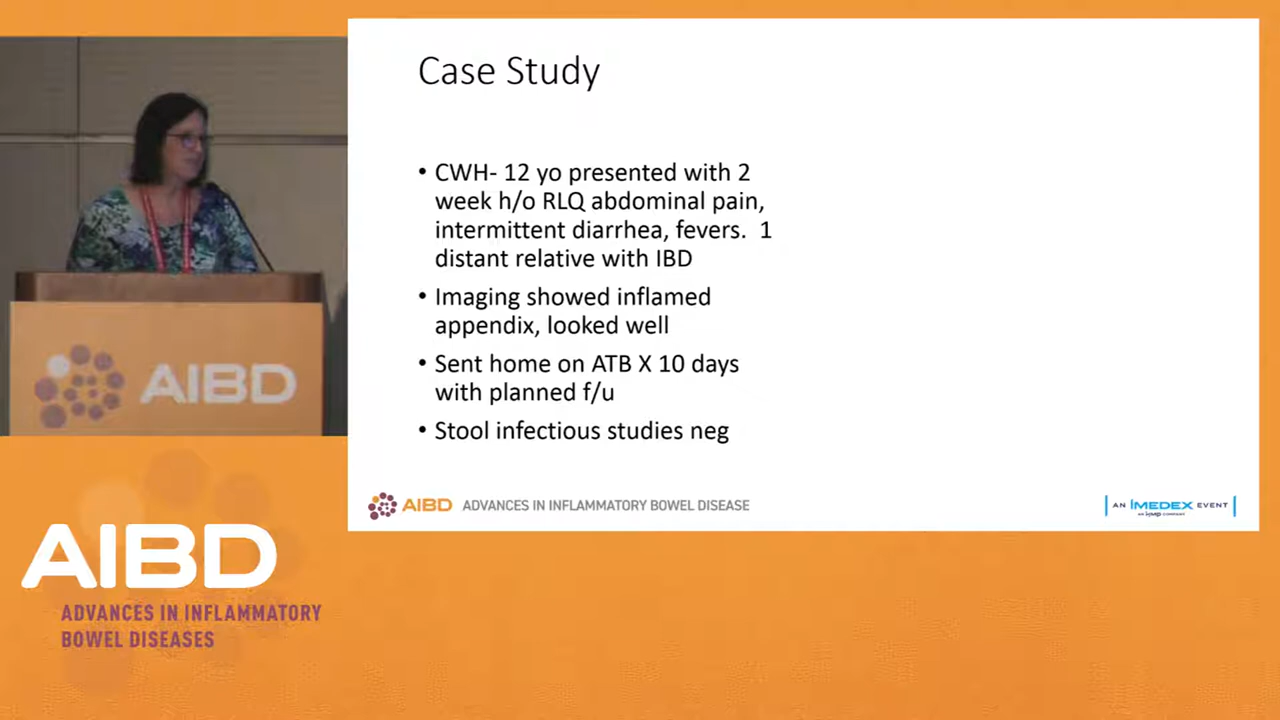 Case Study
• CWH- 12 yo presented with 2
week h/o RLQ abdominal pain,
intermittent diarrhea, fevers.  1
distant relative with IBD
• Imaging showed inflamed
appendix, looked well
• Sent home on ATB X 10 days
with planned f/u
• Stool infectious studies neg
AIBD ADVANCES IN INFLAMMATORY BOWEL DISEASE
AN iMEDEX EVENT
AIBD
AIBD
ADVANCES IN INFLAMMATORY
BOWEL DISEASES